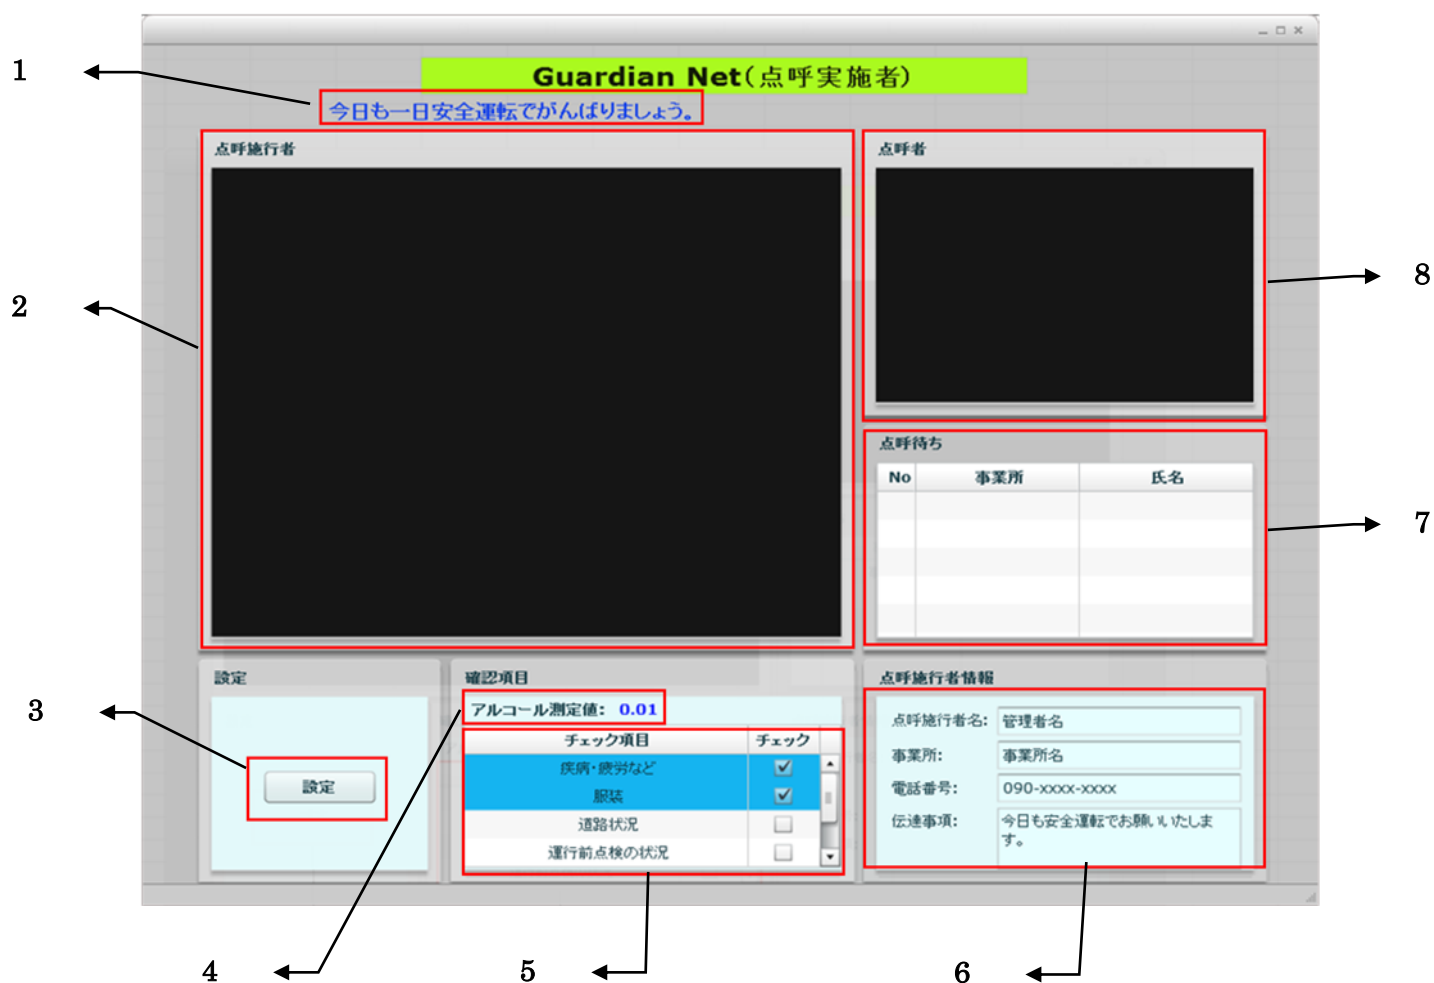 Guardian Net(点呼実施者)
1
今日も一日安全運転でがんばりましょう。
点呼施行者
点呼者
2
8
点呼待ち
No 事業所 氏名
7
設定
確認項目
点呼施行者情報
3
設定
アルコール測定値: 0.01
チェック項目 チェック
疾病・疲労など
服装
道路状況
運行前点検の状況
点呼施行者名: 管理者名
事業所: 事業所名
電話番号: 090-xxxx-xxxx
伝達事項: 今日も安全運転でお願いいたしま
す。
4
5
6